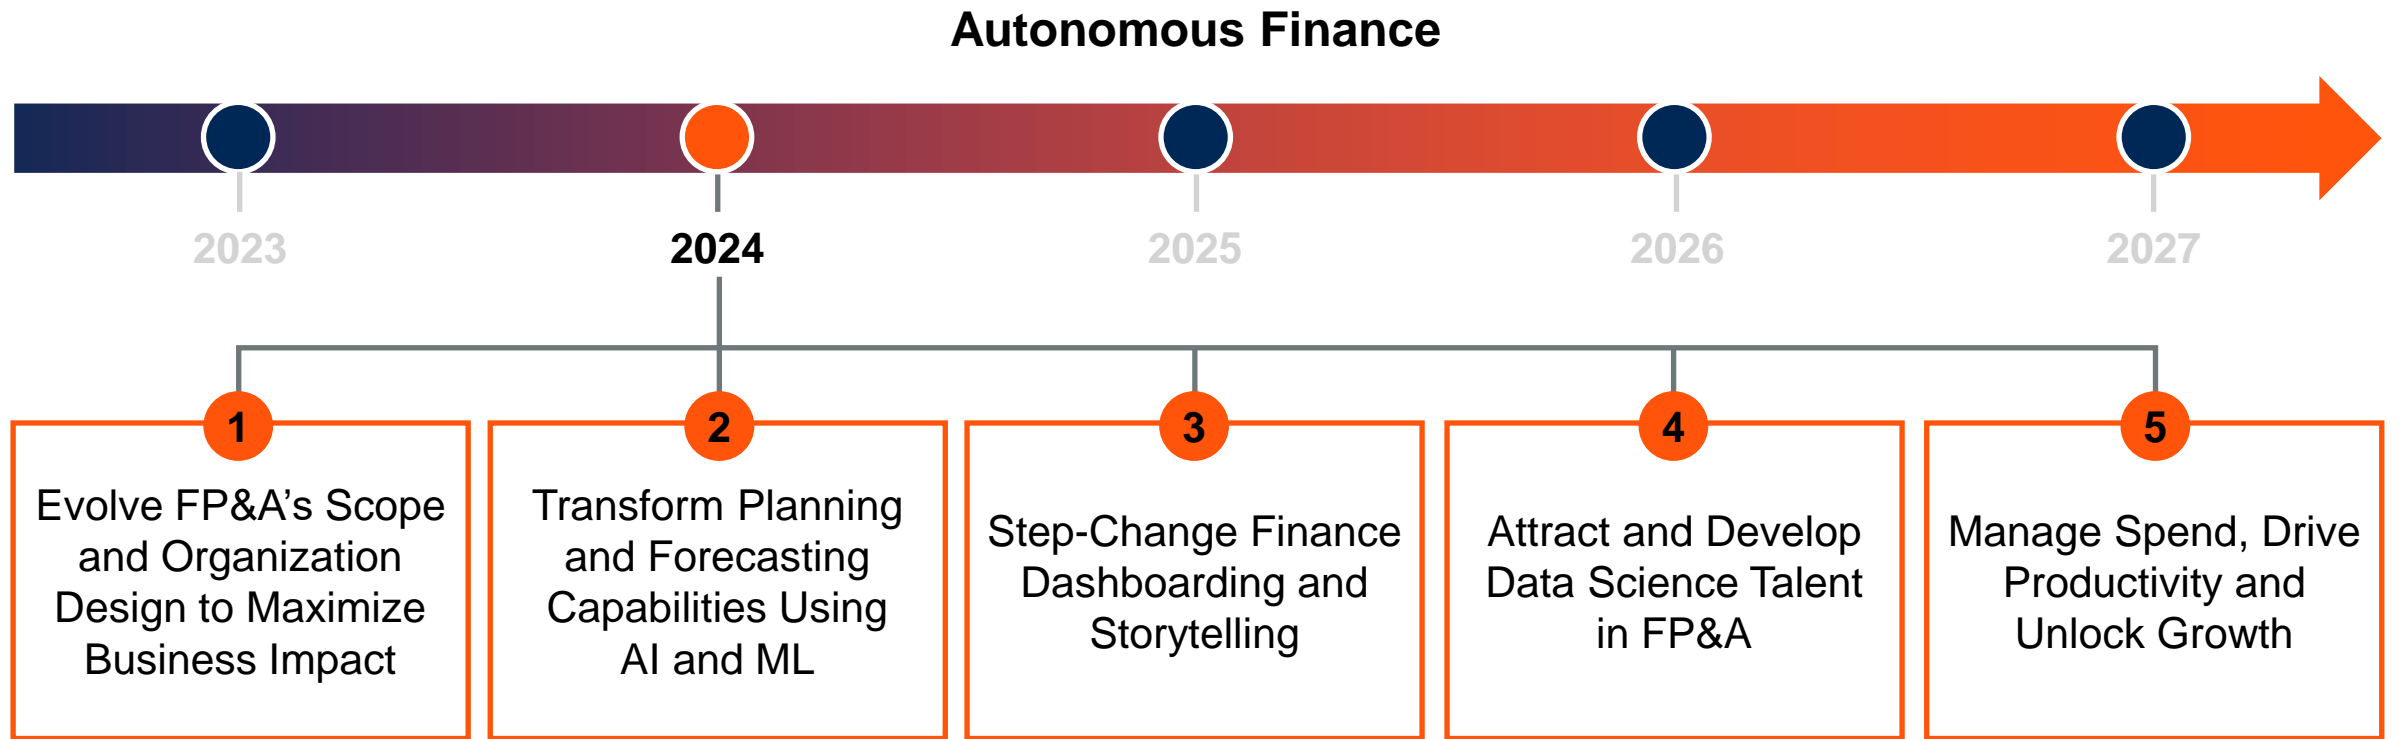 Autonomous Finance
2023
2024
2025
2026
2027
1
Evolve FP&A’s Scope
and Organization
Design to Maximize
Business Impact
2
Transform Planning
and Forecasting
Capabilities Using
AI and ML
3
Step-Change Finance
Dashboarding and
Storytelling
4
Attract and Develop
Data Science Talent
in FP&A
5
Manage Spend, Drive
Productivity and
Unlock Growth